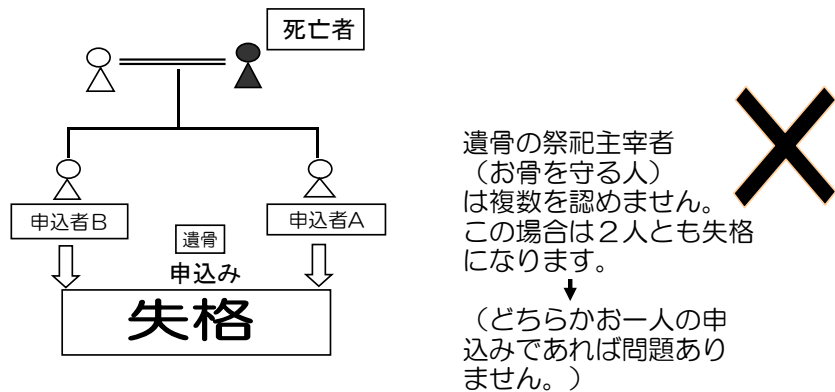 死亡者
申込者B
申込者A
遺骨
申込み
失格
遺骨の祭祀主宰者
（お骨を守る人）
は複数を認めません。
この場合は２人とも失格
になります。
（どちらかお一人の申
込みであれば問題あり
ません。）